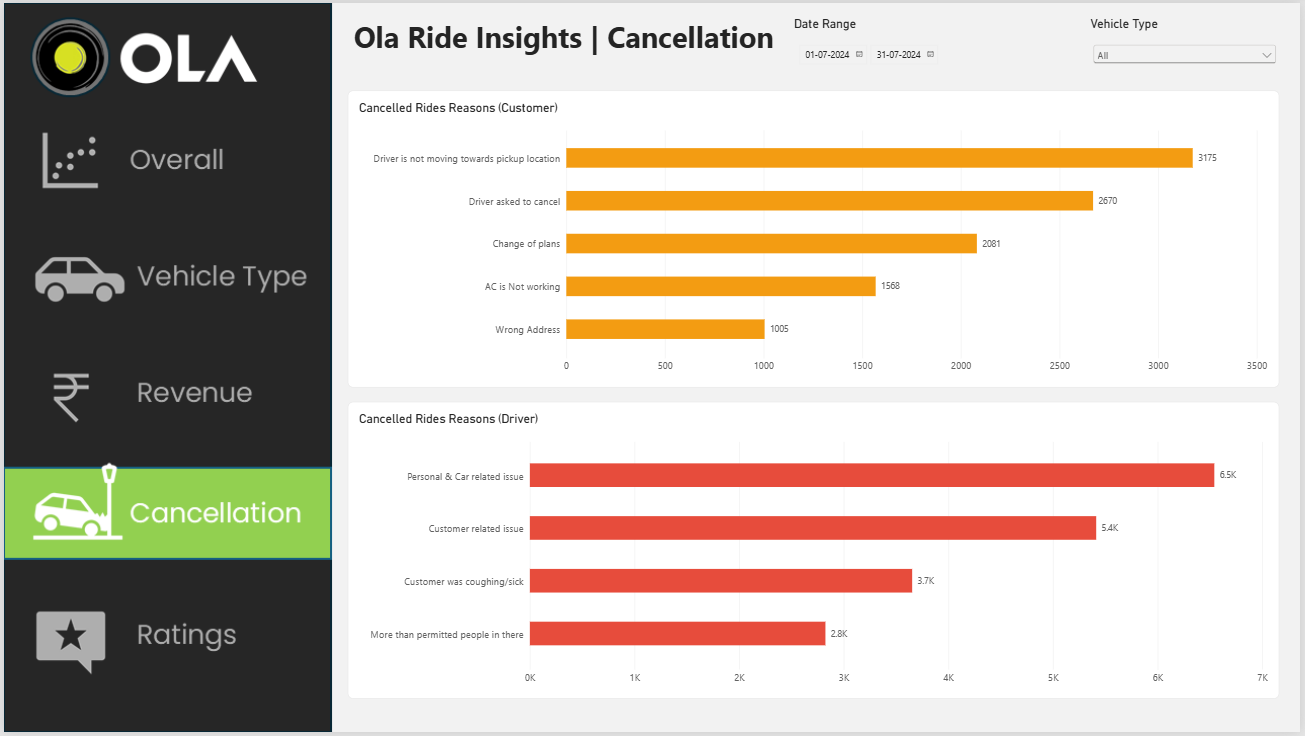 OLA
Overall
Vehicle Type
₹ Revenue
Cancellation
Ratings
Ola Ride Insights | Cancellation
Date Range
01-07-2024 31-07-2024
Vehicle Type
All
Cancelled Rides Reasons (Customer)
Driver is not moving towards pickup location 3175
Driver asked to cancel 2670
Change of plans 2081
AC is Not working 1568
Wrong Address 1005
0 500 1000 1500 2000 2500 3000 3500
Cancelled Rides Reasons (Driver)
Personal & Car related issue 6.5K
Customer related issue 5.4K
Customer was coughing/sick 3.7K
More than permitted people in there 2.8K
0K 1K 2K 3K 4K 5K 6K 7K